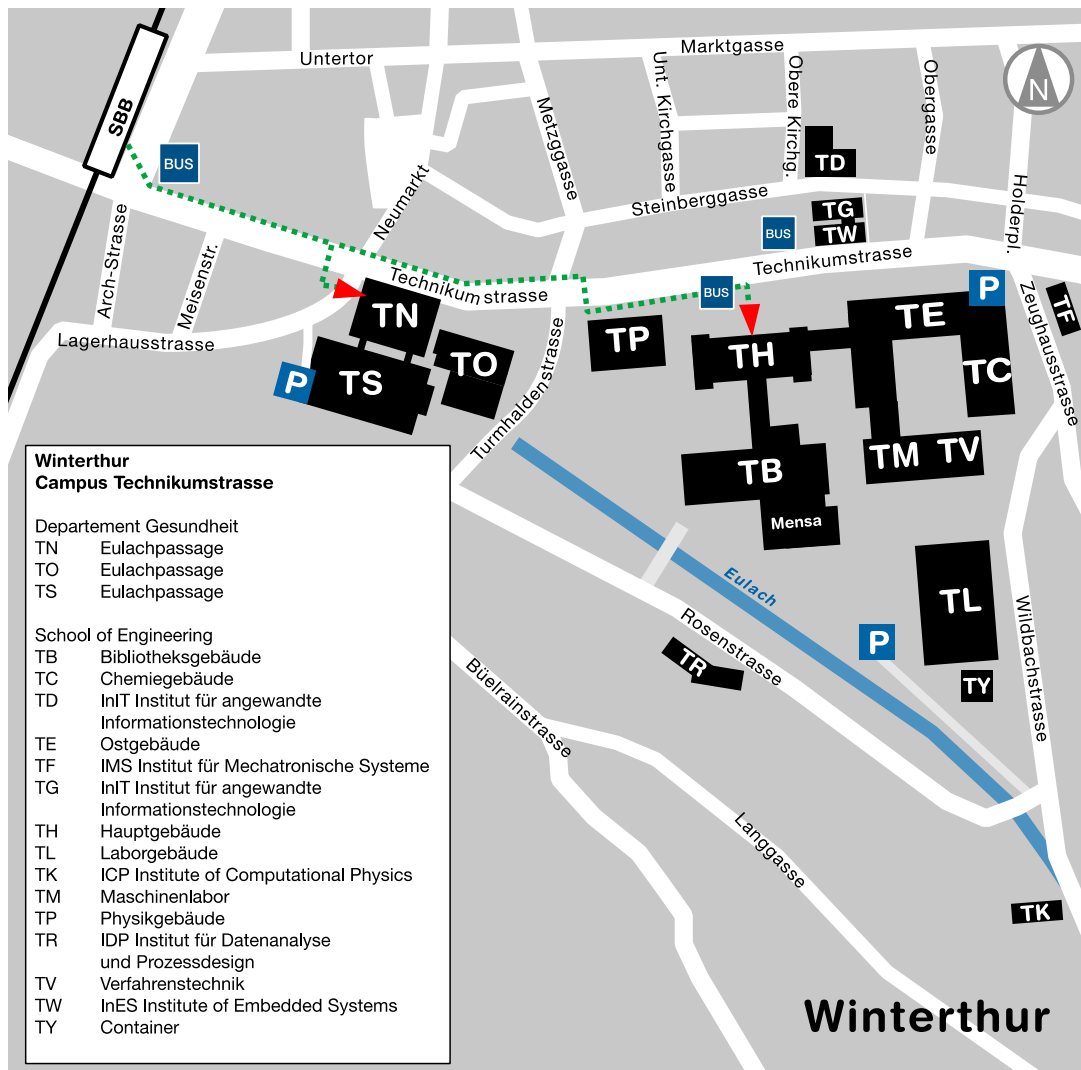 Untertor
Marktgasse
SBB
BUS
Metzggasse
Unt. Kirchgasse
Obere Kirchg.
Obergasse
N
TD
Neumarkt
Steinberggasse
Holderpl.
TG
TW
BUS
Arch-Strasse
Meisenstr.
Technikumstrasse
Technikum strasse
BUS
P
TN
TP
TE
TF
Lagerhausstrasse
TO
TH
Zeughausstrasse
P
TS
TC
Turmhaldenstrasse
TM
TV
TB
Mensa
Winterthur
Campus Technikumstrasse
Departement Gesundheit
TN Eulachpassage
TO Eulachpassage
TS Eulachpassage
School of Engineering
TB Bibliotheksgebäude
TC Chemiegebäude
TD InIT Institut für angewandte
Informationstechnologie
TE Ostgebäude
TF IMS Institut für Mechatronische Systeme
TG InIT Institut für angewandte
Informationstechnologie
TH Hauptgebäude
TL Laborgebäude
TK ICP Institute of Computational Physics
TM Maschinenlabor
TP Physikgebäude
TR IDP Institut für Datenanalyse
und Prozessdesign
TV Verfahrenstechnik
TW InES Institute of Embedded Systems
TY Container
Eulach
TL
Rosenstrasse
P
Wildbachstrasse
TR
TY
Büelrainstrasse
Langgasse
TK
Winterthur